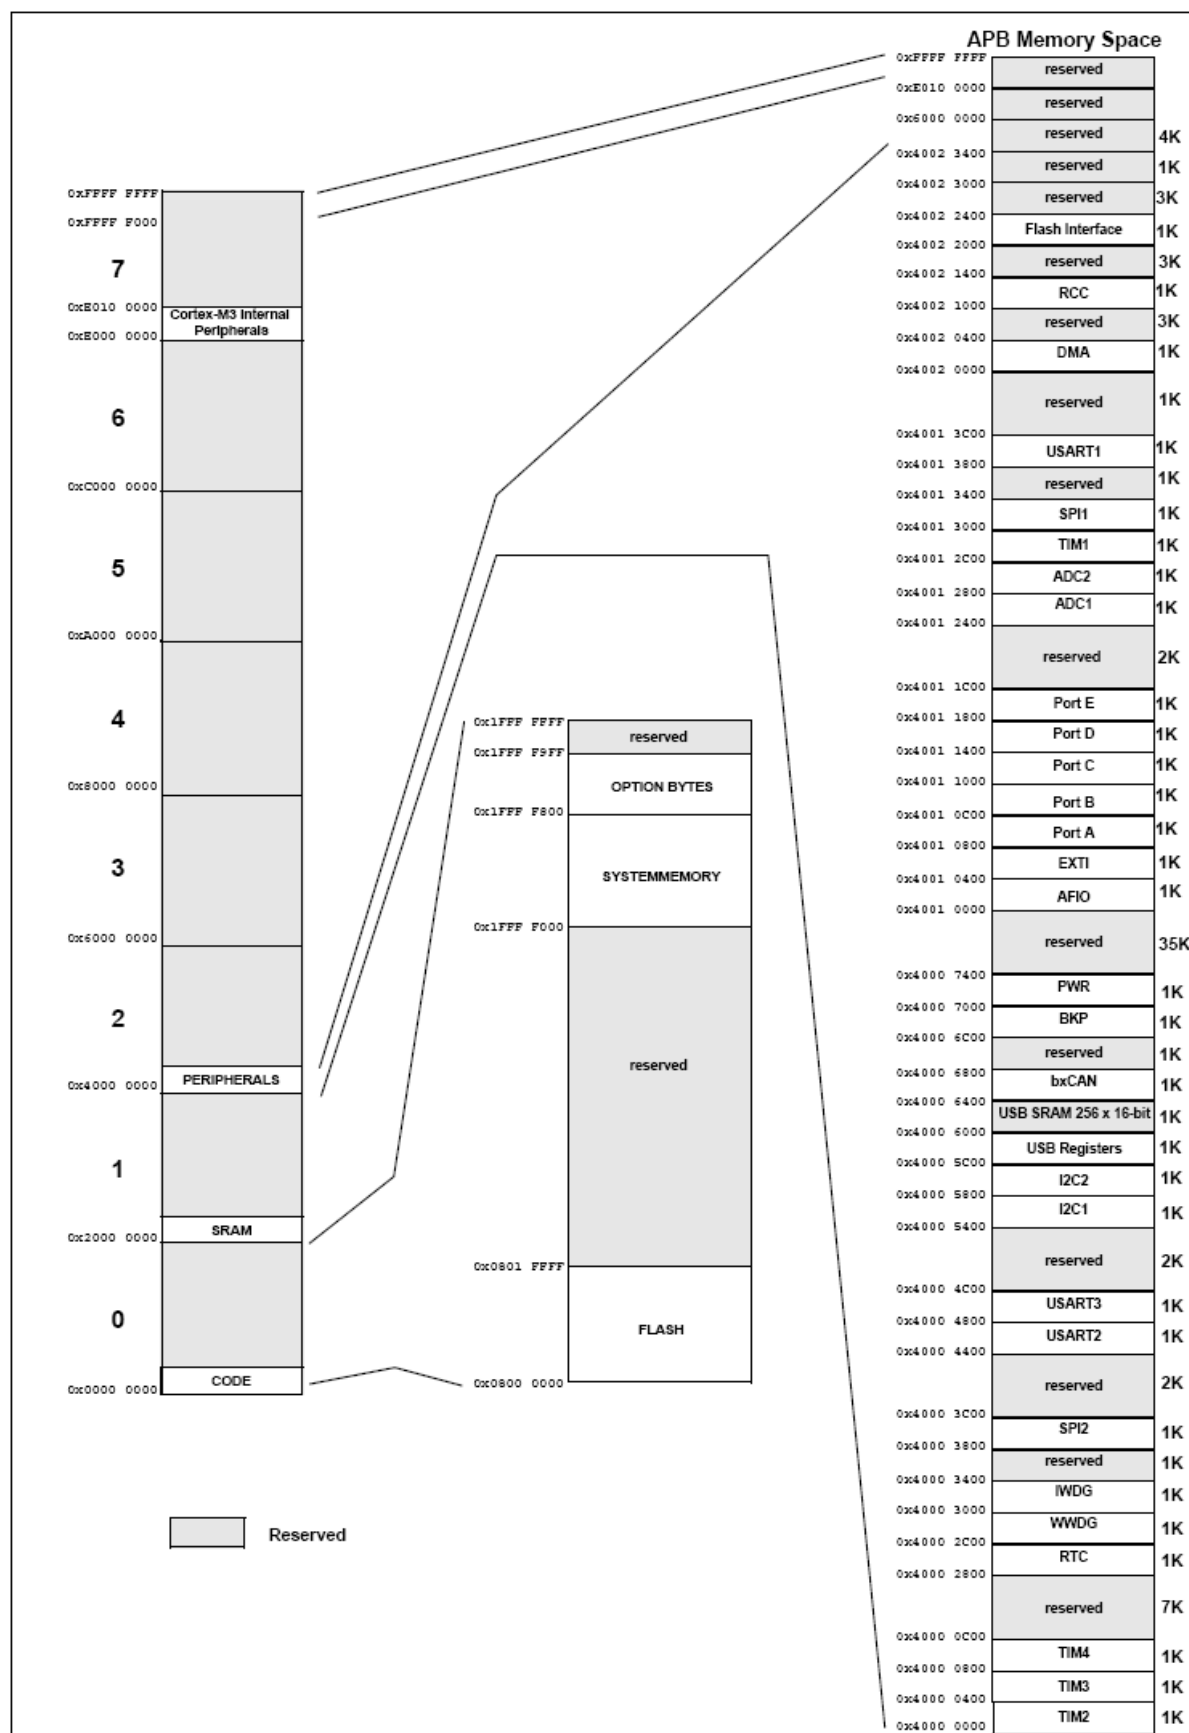 APB Memory Space
0xFFFF FFFF
reserved
0xE010 0000
reserved
0x6000 0000
reserved
4K
0x4002 3400
reserved
1K
0x4002 3000
reserved
3K
0x4002 2400
Flash Interface
1K
0x4002 2000
reserved
3K
0x4002 1400
RCC
1K
0x4002 1000
reserved
3K
0x4002 0400
DMA
1K
0x4002 0000
reserved
1K
0x4001 3C00
USART1
1K
0x4001 3800
reserved
1K
0x4001 3400
SPI1
1K
0x4001 3000
TIM1
1K
0x4001 2C00
ADC2
1K
0x4001 2800
ADC1
1K
0x4001 2400
reserved
2K
0x4001 1C00
Port E
1K
0x4001 1800
Port D
1K
0x4001 1400
Port C
1K
0x4001 1000
Port B
1K
0x4001 0C00
Port A
1K
0x4001 0800
EXTI
1K
0x4001 0400
AFIO
1K
0x4001 0000
reserved
35K
0x4000 7400
PWR
1K
0x4000 7000
BKP
1K
0x4000 6C00
reserved
1K
0x4000 6800
bxCAN
1K
0x4000 6400
USB SRAM 256 x 16-bit
1K
0x4000 6000
USB Registers
1K
0x4000 5C00
I2C2
1K
0x4000 5800
I2C1
1K
0x4000 5400
reserved
2K
0x4000 4C00
USART3
1K
0x4000 4800
USART2
1K
0x4000 4400
reserved
2K
0x4000 3C00
SPI2
1K
0x4000 3800
reserved
1K
0x4000 3400
IWDG
1K
0x4000 3000
WWDG
1K
0x4000 2C00
RTC
1K
0x4000 2800
reserved
7K
0x4000 0C00
TIM4
1K
0x4000 0800
TIM3
1K
0x4000 0400
TIM2
1K
0x4000 0000
0xFFFF FFFF
0xFFFF F000
7
0xE010 0000
Cortex-M3 Internal
Peripherals
0xE000 0000
6
0xC000 0000
5
0xA000 0000
4
0x8000 0000
3
0x6000 0000
2
PERIPHERALS
0x4000 0000
1
SRAM
0x2000 0000
0
CODE
0x0000 0000
0x1FFF FFFF
reserved
0x1FFF F9FF
OPTION BYTES
0x1FFF F800
SYSTEMMEMORY
0x1FFF F000
reserved
0x0801 FFFF
FLASH
0x0800 0000
Reserved